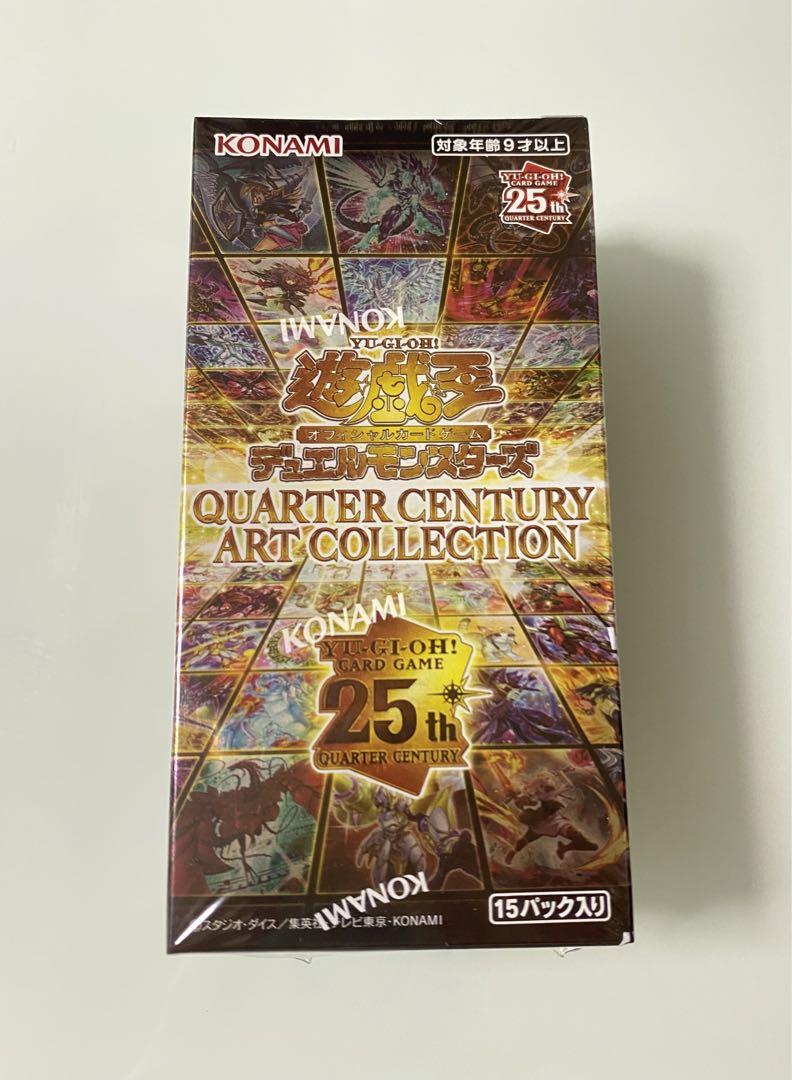 KONAMI
対象年齢9才以上
YU-GI-OH!
CARD GAME
25th
QUARTER CENTURY
KONAMI
YU-GI-OH!
遊戯王
オフィシャルカードゲーム
デュエルモンスターズ
QUARTER CENTURY
ART COLLECTION
KONAMI
YU-GI-OH!
CARD GAME
25th
QUARTER CENTURY
KONAMI
15パック入り
©スタジオ・ダイス/集英社・テレビ東京・KONAMI